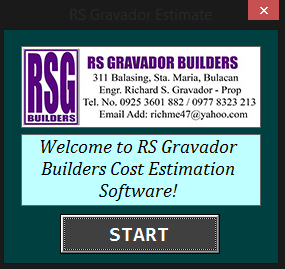 RS Gravador Estimate
RSG
BUILDERS
RS GRAVADOR BUILDERS
311 Balasing, Sta. Maria, Bulacan
Engr. Richard S. Gravador - Prop
Tel. No. 0925 3601 882 / 0977 8323 213
Email Add: richme47@yahoo.com
Welcome to RS Gravador
Builders Cost Estimation
Software!
START